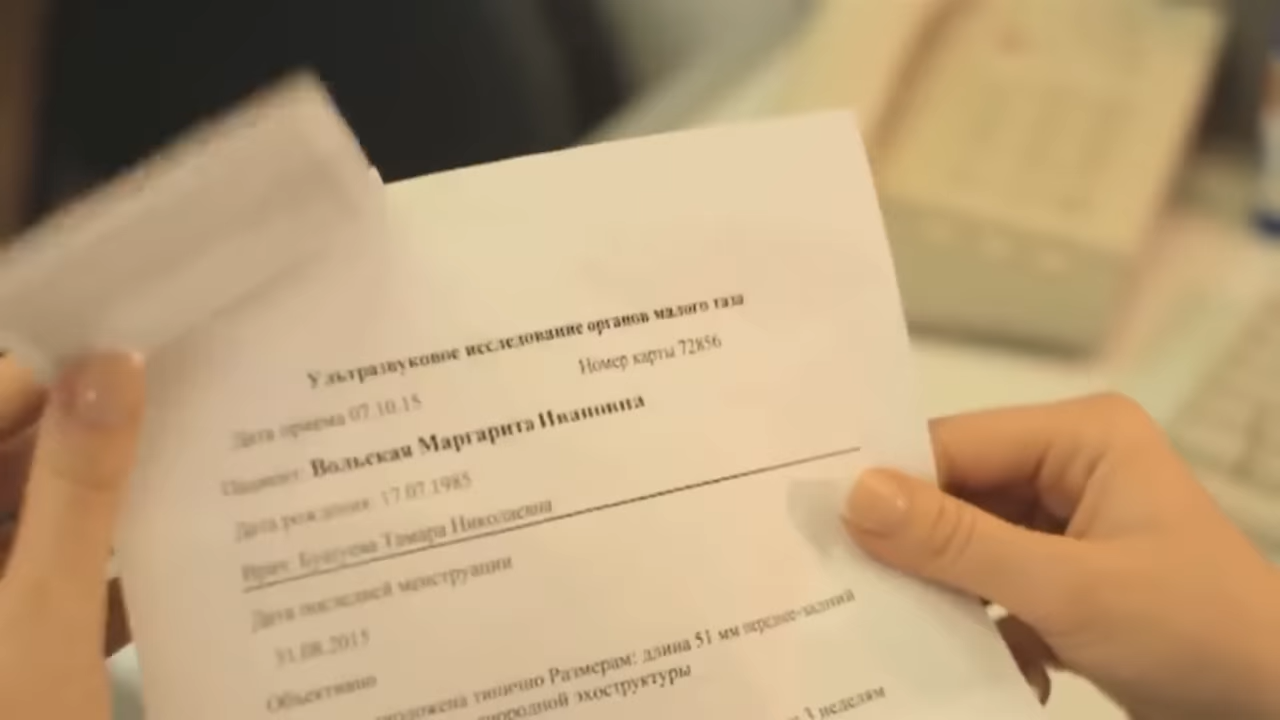 Ультразвуковое исследование органов малого таза
Номер карты 72856
Дата приема 07.10.15
Пациент: Вольская Маргарита Ивановна
Дата рождения: 17.07.1985
Врач: Тамара Николаевна
Дата последней менструации
31.08.2015
Объективно
типично Размерам: длина 51 мм передне-задний
эхоструктуры
3 неделям